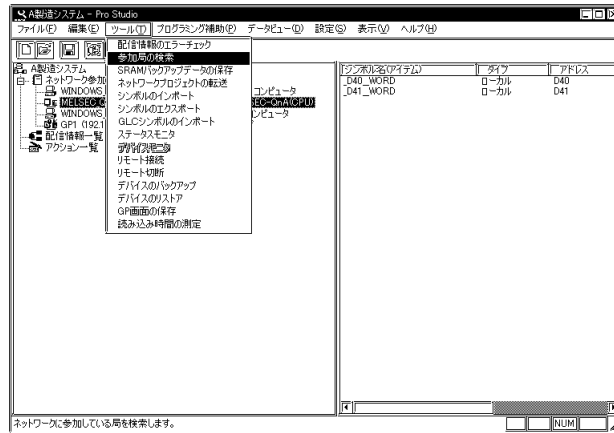 A製造システム - Pro Studio
ファイル(F) 編集(E) ツール(T) プログラミング補助(P) データビュー(D) 設定(S) 表示(V) ヘルプ(H)
配信情報のエラーチェック
参加局の検索
SRAMバックアップデータの保存
ネットワークプロジェクトの転送
シンボルのインポート
シンボルのエクスポート
GLCシンボルのインポート
ステータスモニタ
デバイスモニタ
リモート接続
リモート切断
デバイスのバックアップ
デバイスのリストア
GP画面の保存
読み込み時間の測定
A製造システム
ネットワーク参加
WINDOWS_ コンピュータ
MELSEC SEC-QnA(CPU)
WINDOWS_ コンピュータ
GP1 (192.1
配信情報一覧
アクション一覧
シンボル名(アイテム) タイプ アドレス
_D40_WORD ローカル D40
_D41_WORD ローカル D41
ネットワークに参加している局を検索します。
NUM